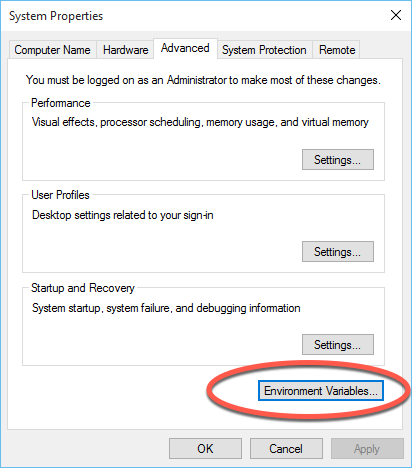 System Properties
Computer Name Hardware Advanced System Protection Remote
You must be logged on as an Administrator to make most of these changes.
Performance
Visual effects, processor scheduling, memory usage, and virtual memory
Settings...
User Profiles
Desktop settings related to your sign-in
Settings...
Startup and Recovery
System startup, system failure, and debugging information
Settings...
Environment Variables...
OK Cancel Apply